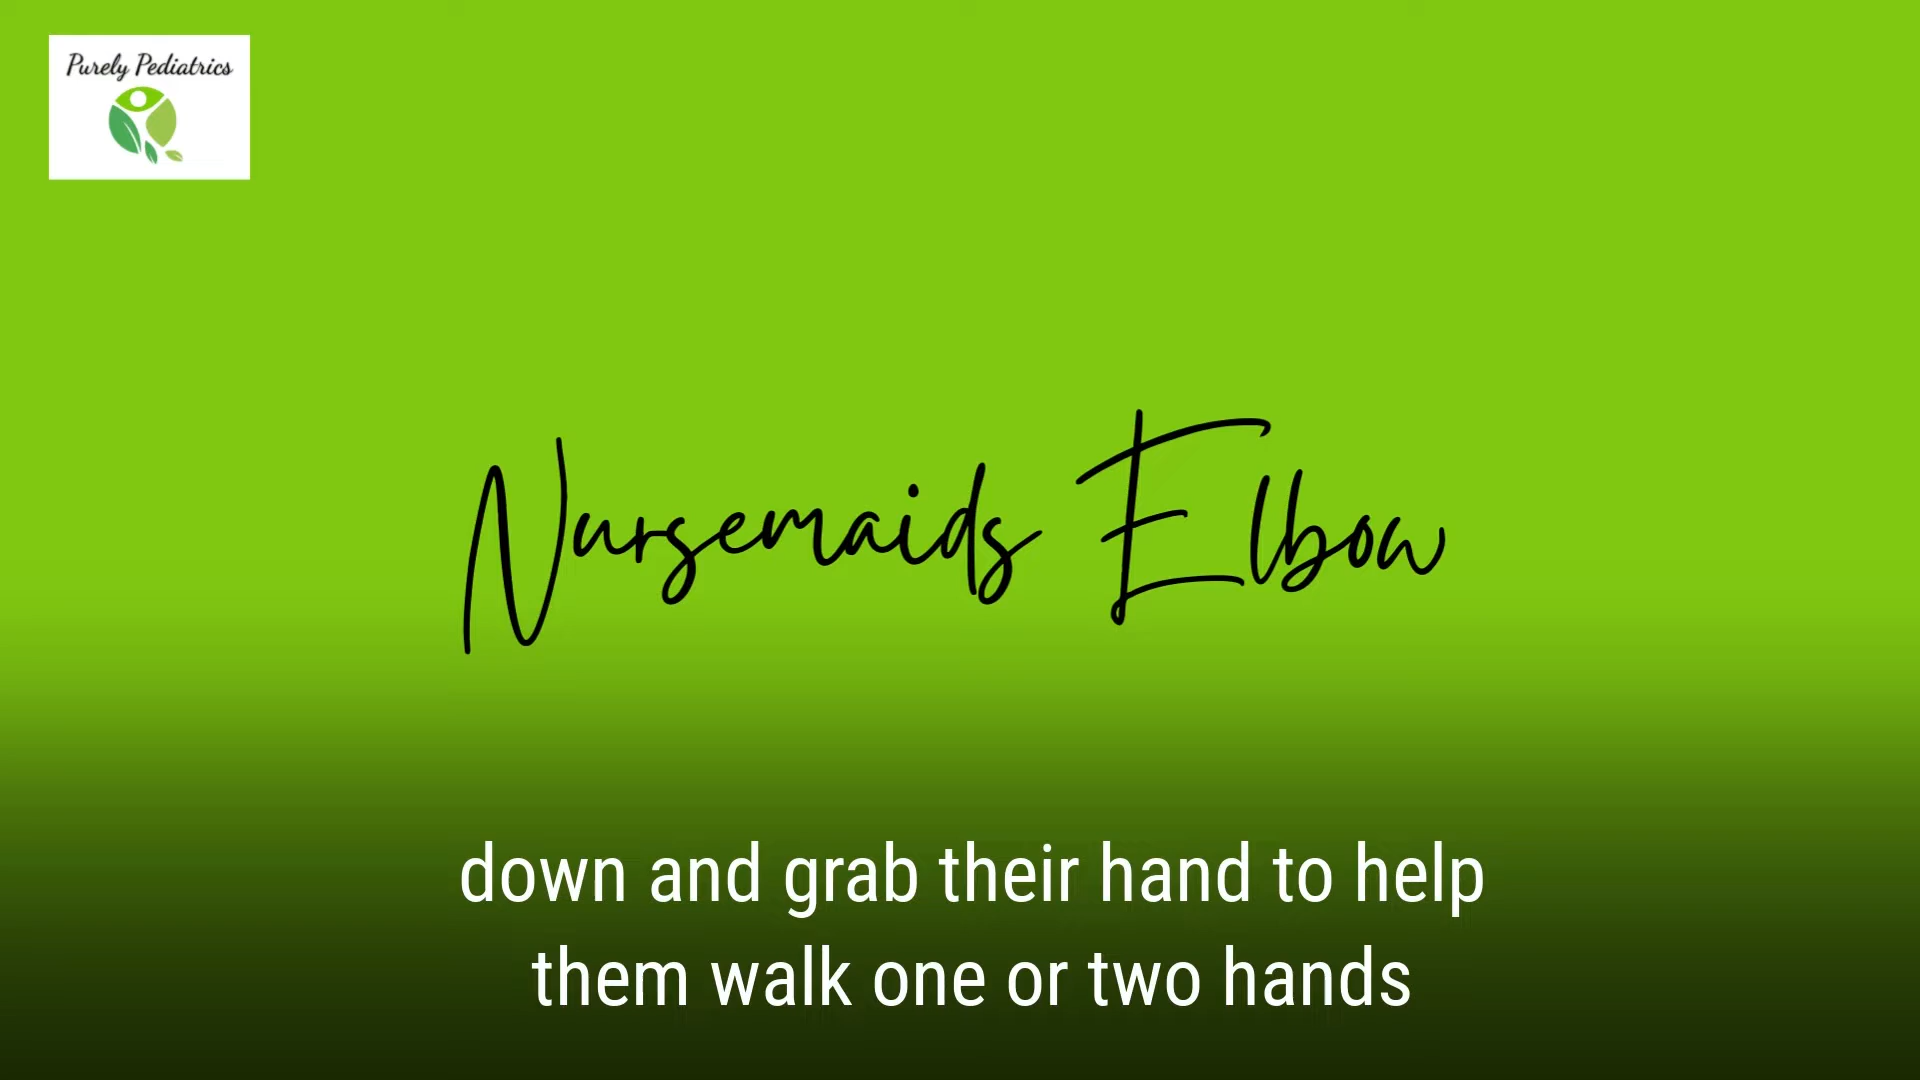 Purely Pediatrics
Nursemaids Elbow
down and grab their hand to help
them walk one or two hands